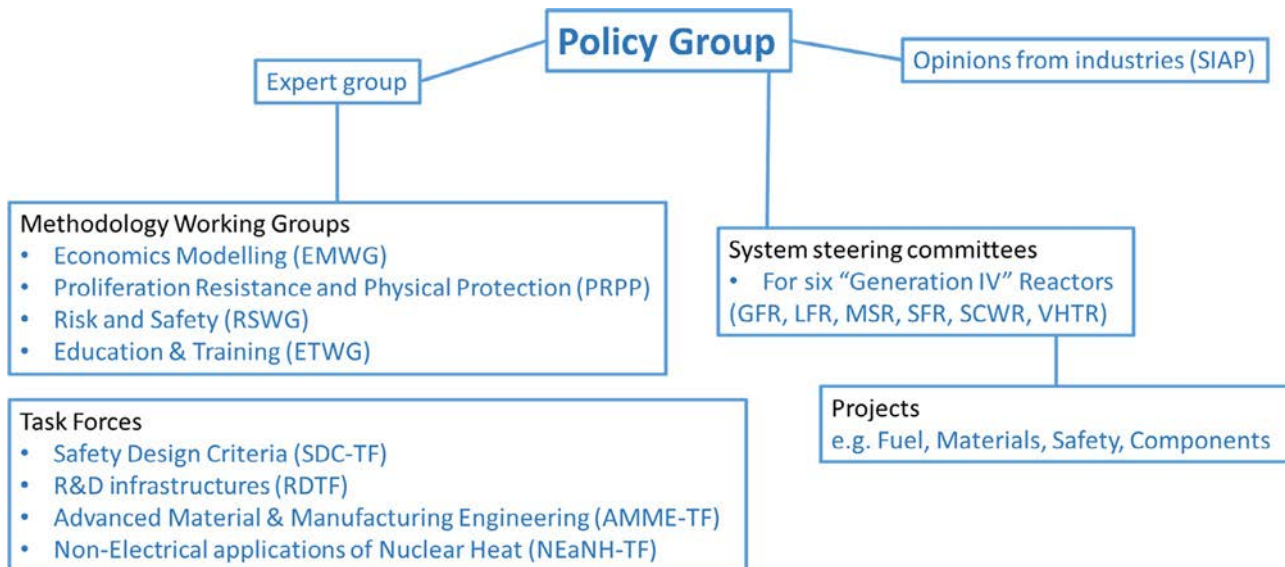 Policy Group
Expert group
Opinions from industries (SIAP)
Methodology Working Groups
• Economics Modelling (EMWG)
• Proliferation Resistance and Physical Protection (PRPP)
• Risk and Safety (RSWG)
• Education & Training (ETWG)
System steering committees
• For six “Generation IV” Reactors
(GFR, LFR, MSR, SFR, SCWR, VHTR)
Projects
e.g. Fuel, Materials, Safety, Components
Task Forces
• Safety Design Criteria (SDC-TF)
• R&D infrastructures (RDTF)
• Advanced Material & Manufacturing Engineering (AMME-TF)
• Non-Electrical applications of Nuclear Heat (NEaNH-TF)